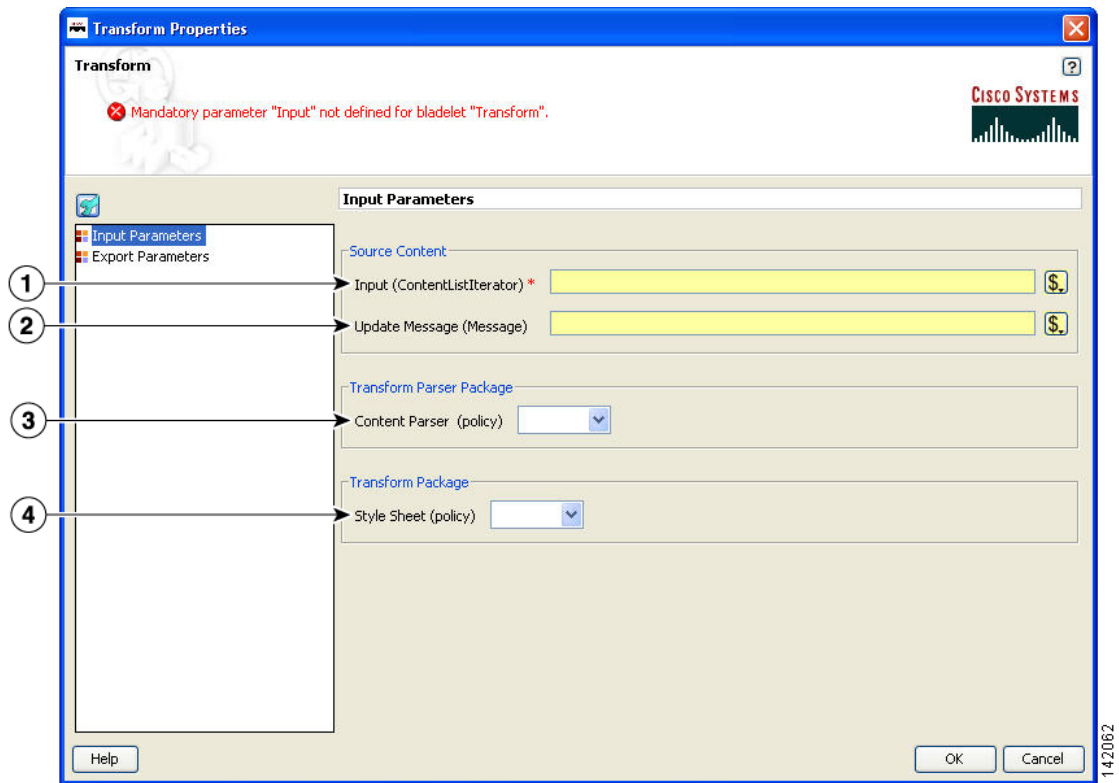 Transform Properties
Transform
?
Mandatory parameter "Input" not defined for bladelet "Transform".
CISCO SYSTEMS
Input Parameters
Input Parameters
Export Parameters
Source Content
1 Input (ContentListIterator) * $
2 Update Message (Message) $
Transform Parser Package
3 Content Parser (policy)
Transform Package
4 Style Sheet (policy)
Help
OK
Cancel
142062